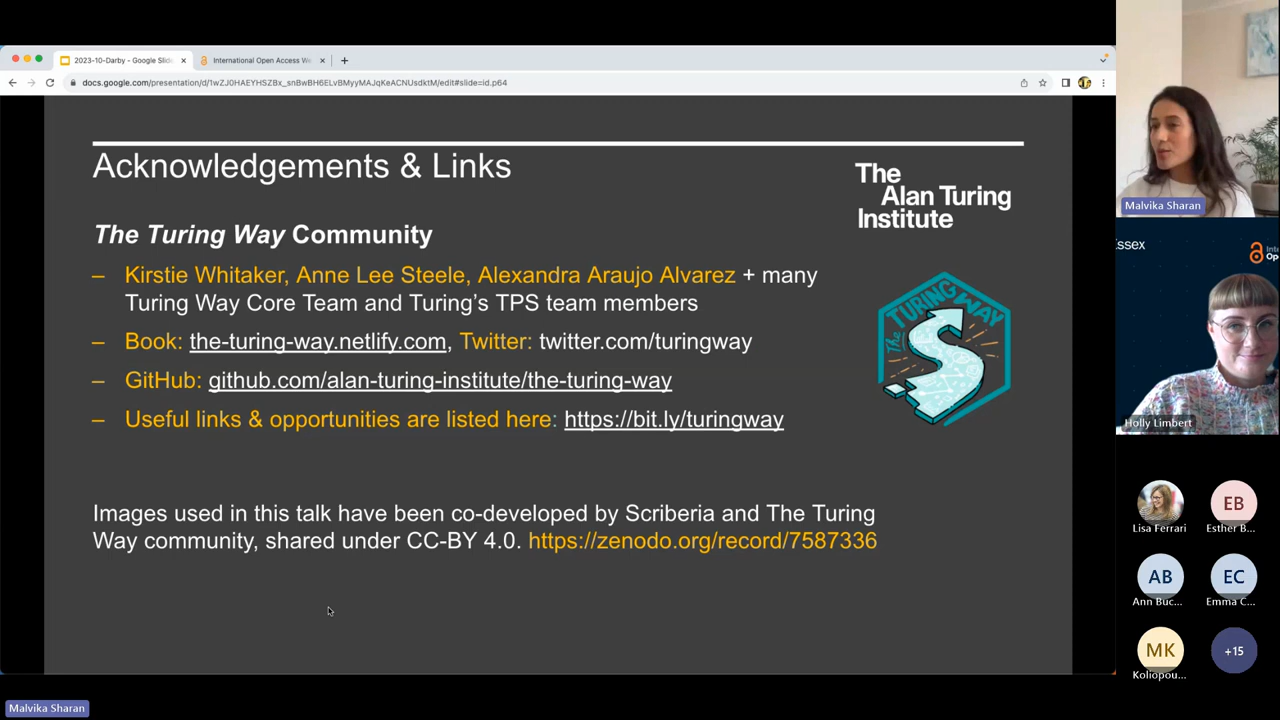 2023-10-Darby - Google Slid
International Open Access We
docs.google.com/presentation/d/1wZJ0HAEYHSZBx_snBwBH6ELvBMyyMAJqKeACNUsdktM/edit#slide=id.p64
Acknowledgements & Links
The
Alan Turing
Institute
The Turing Way Community
– Kirstie Whitaker, Anne Lee Steele, Alexandra Araujo Alvarez + many
Turing Way Core Team and Turing's TPS team members
– Book: the-turing-way.netlify.com, Twitter: twitter.com/turingway
– GitHub: github.com/alan-turing-institute/the-turing-way
– Useful links & opportunities are listed here: https://bit.ly/turingway
The TURING WAY
Images used in this talk have been co-developed by Scriberia and The Turing
Way community, shared under CC-BY 4.0. https://zenodo.org/record/7587336
Malvika Sharan
Essex
Inte
Op
Holly Limbert
Lisa Ferrari
EB
Esther B...
AB
Ann Buc...
EC
Emma C...
MK
Koliopou...
+15
Malvika Sharan